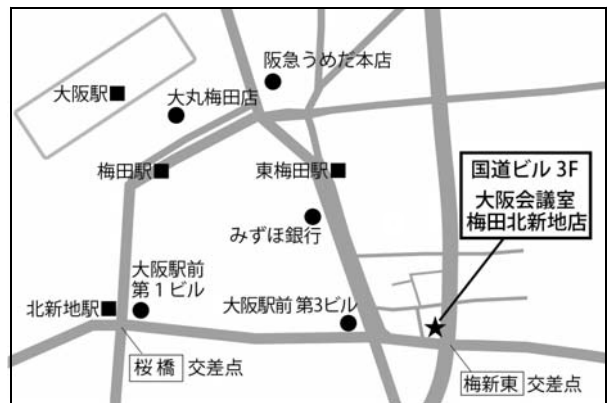 阪急うめだ本店
大阪駅
大丸梅田店
梅田駅
東梅田駅
国道ビル 3F
大阪会議室
梅田北新地店
みずほ銀行
大阪駅前
第1ビル
北新地駅
大阪駅前 第3ビル
桜橋 交差点
梅新東 交差点